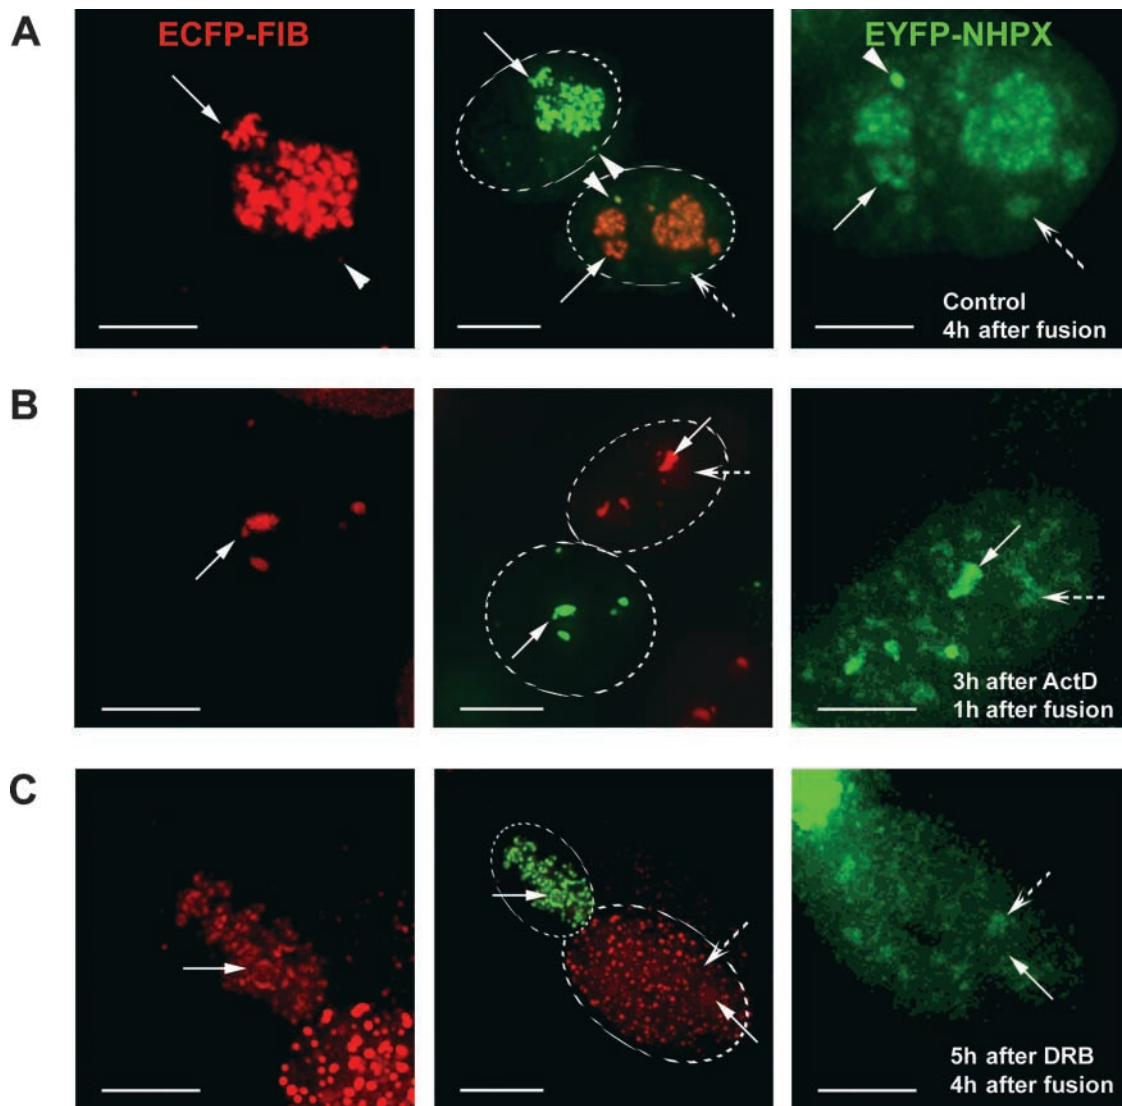 A
ECFP-FIB
EYFP-NHPX
Control
4h after fusion
B
3h after ActD
1h after fusion
C
5h after DRB
4h after fusion